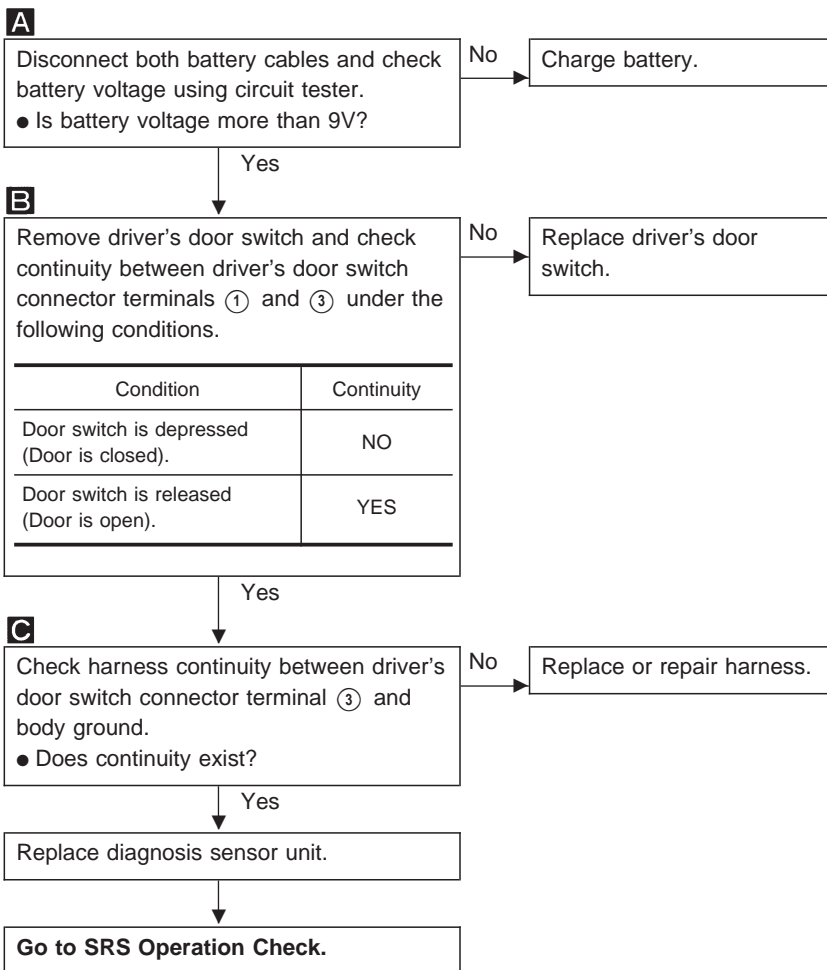 A
Disconnect both battery cables and check
battery voltage using circuit tester.
● Is battery voltage more than 9V?
No
Charge battery.
Yes
B
Remove driver's door switch and check
continuity between driver's door switch
connector terminals ① and ③ under the
following conditions.
No
Replace driver's door
switch.
Condition Continuity
Door switch is depressed
(Door is closed).
NO
Door switch is released
(Door is open).
YES
Yes
C
Check harness continuity between driver's
door switch connector terminal ③ and
body ground.
● Does continuity exist?
No
Replace or repair harness.
Yes
Replace diagnosis sensor unit.
Go to SRS Operation Check.